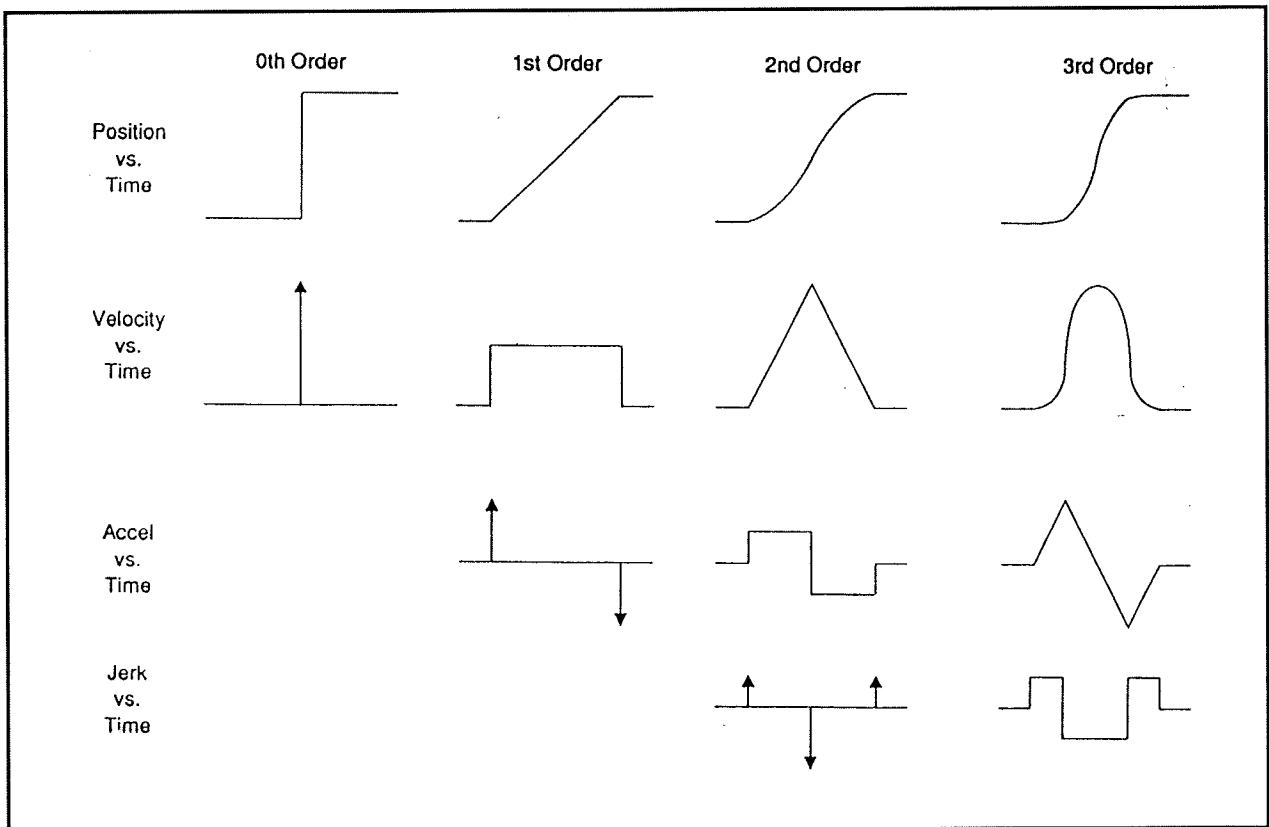 0th Order
1st Order
2nd Order
3rd Order
Position
vs.
Time
Velocity
vs.
Time
Accel
vs.
Time
Jerk
vs.
Time